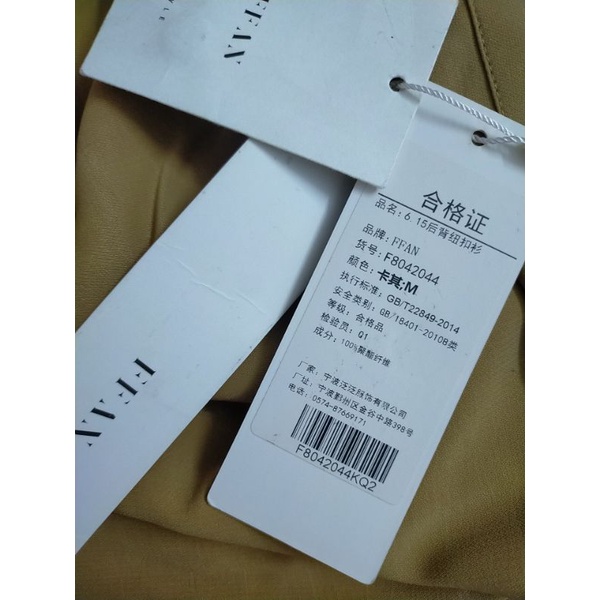 FFAN
FFAN
合格证
品名: 6.15后背纽扣衫
品牌: FFAN
货号: F8042044
颜色: 卡其;M
执行标准: GB/T22849-2014
安全类别: GB/18401-2010B类
等级: 合格品
检验员: Q1
成分: 100%聚酯纤维
厂家: 宁波泛泛服饰有限公司
厂址: 宁波鄞州区金谷中路398号
电话: 0574-87669171
F8042044KQ2